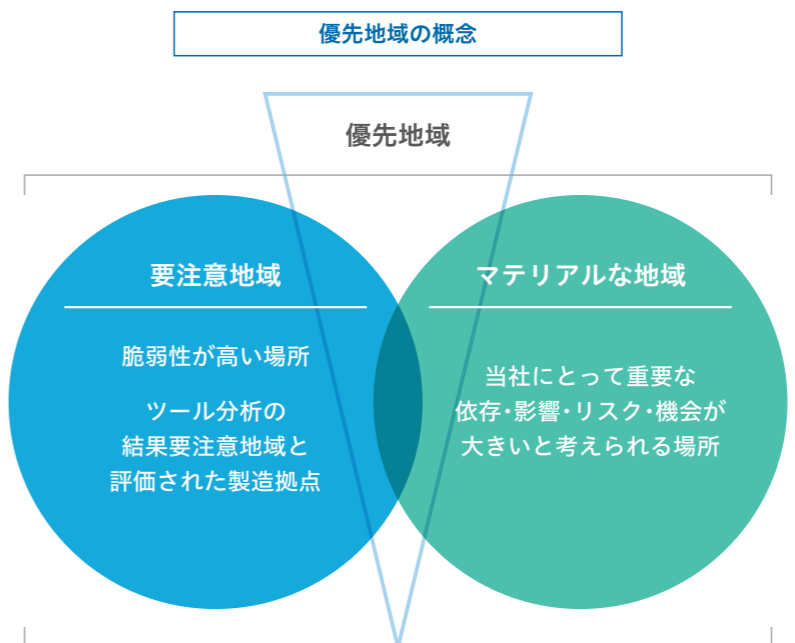 優先地域の概念
優先地域
要注意地域
脆弱性が高い場所
ツール分析の
結果要注意地域と
評価された製造拠点
マテリアルな地域
当社にとって重要な
依存・影響・リスク・機会が
大きいと考えられる場所